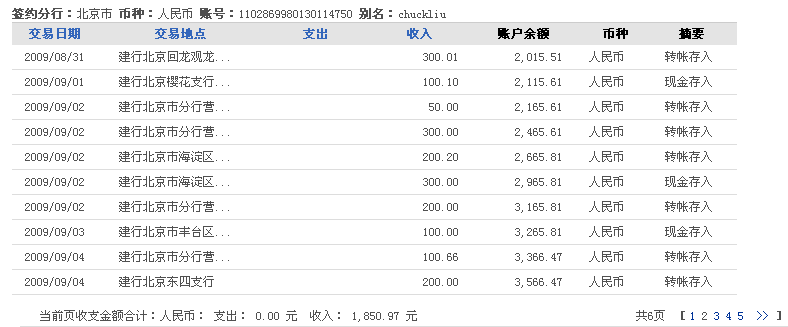 签约分行：北京市 币种：人民币 账号：1102869980130114750 别名：chuckliu
交易日期 交易地点 支出 收入 账户余额 币种 摘要
2009/08/31 建行北京回龙观龙... 300.01 2,015.51 人民币 转帐存入
2009/09/01 建行北京樱花支行... 100.10 2,115.61 人民币 现金存入
2009/09/02 建行北京市分行营... 50.00 2,165.61 人民币 转帐存入
2009/09/02 建行北京市分行营... 300.00 2,465.61 人民币 转帐存入
2009/09/02 建行北京市海淀区... 200.20 2,665.81 人民币 转帐存入
2009/09/02 建行北京市海淀区... 300.00 2,965.81 人民币 现金存入
2009/09/02 建行北京市分行营... 200.00 3,165.81 人民币 转帐存入
2009/09/03 建行北京市丰台区... 100.00 3,265.81 人民币 现金存入
2009/09/04 建行北京市分行营... 100.66 3,366.47 人民币 转帐存入
2009/09/04 建行北京东四支行 200.00 3,566.47 人民币 转帐存入
当前页收支金额合计：人民币： 支出： 0.00 元 收入： 1,850.97 元 共6页 [ 1 2 3 4 5 >> ]